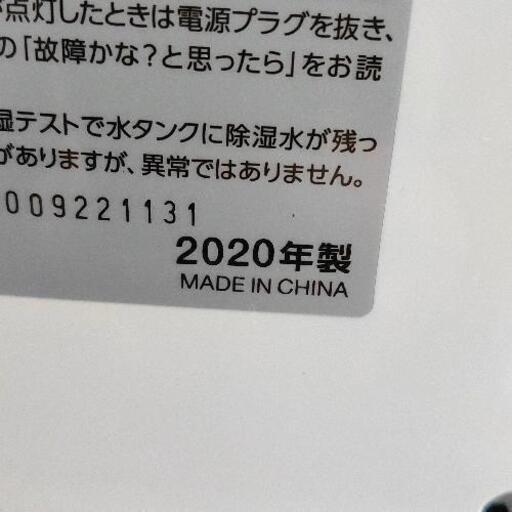 点灯したときは電源プラグを抜き、
の「故障かな?と思ったら」をお読
湿テストで水タンクに除湿水が残っ
がありますが、異常ではありません。
009221131
2020年製
MADE IN CHINA